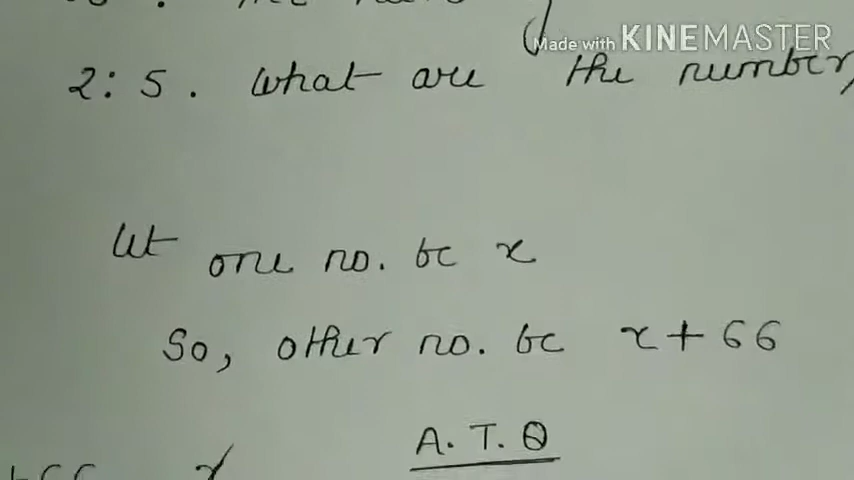 Made with KINEMASTER
2:5. What are the number
let one no. be x
So, other no. be x+66
A.T.Q
x